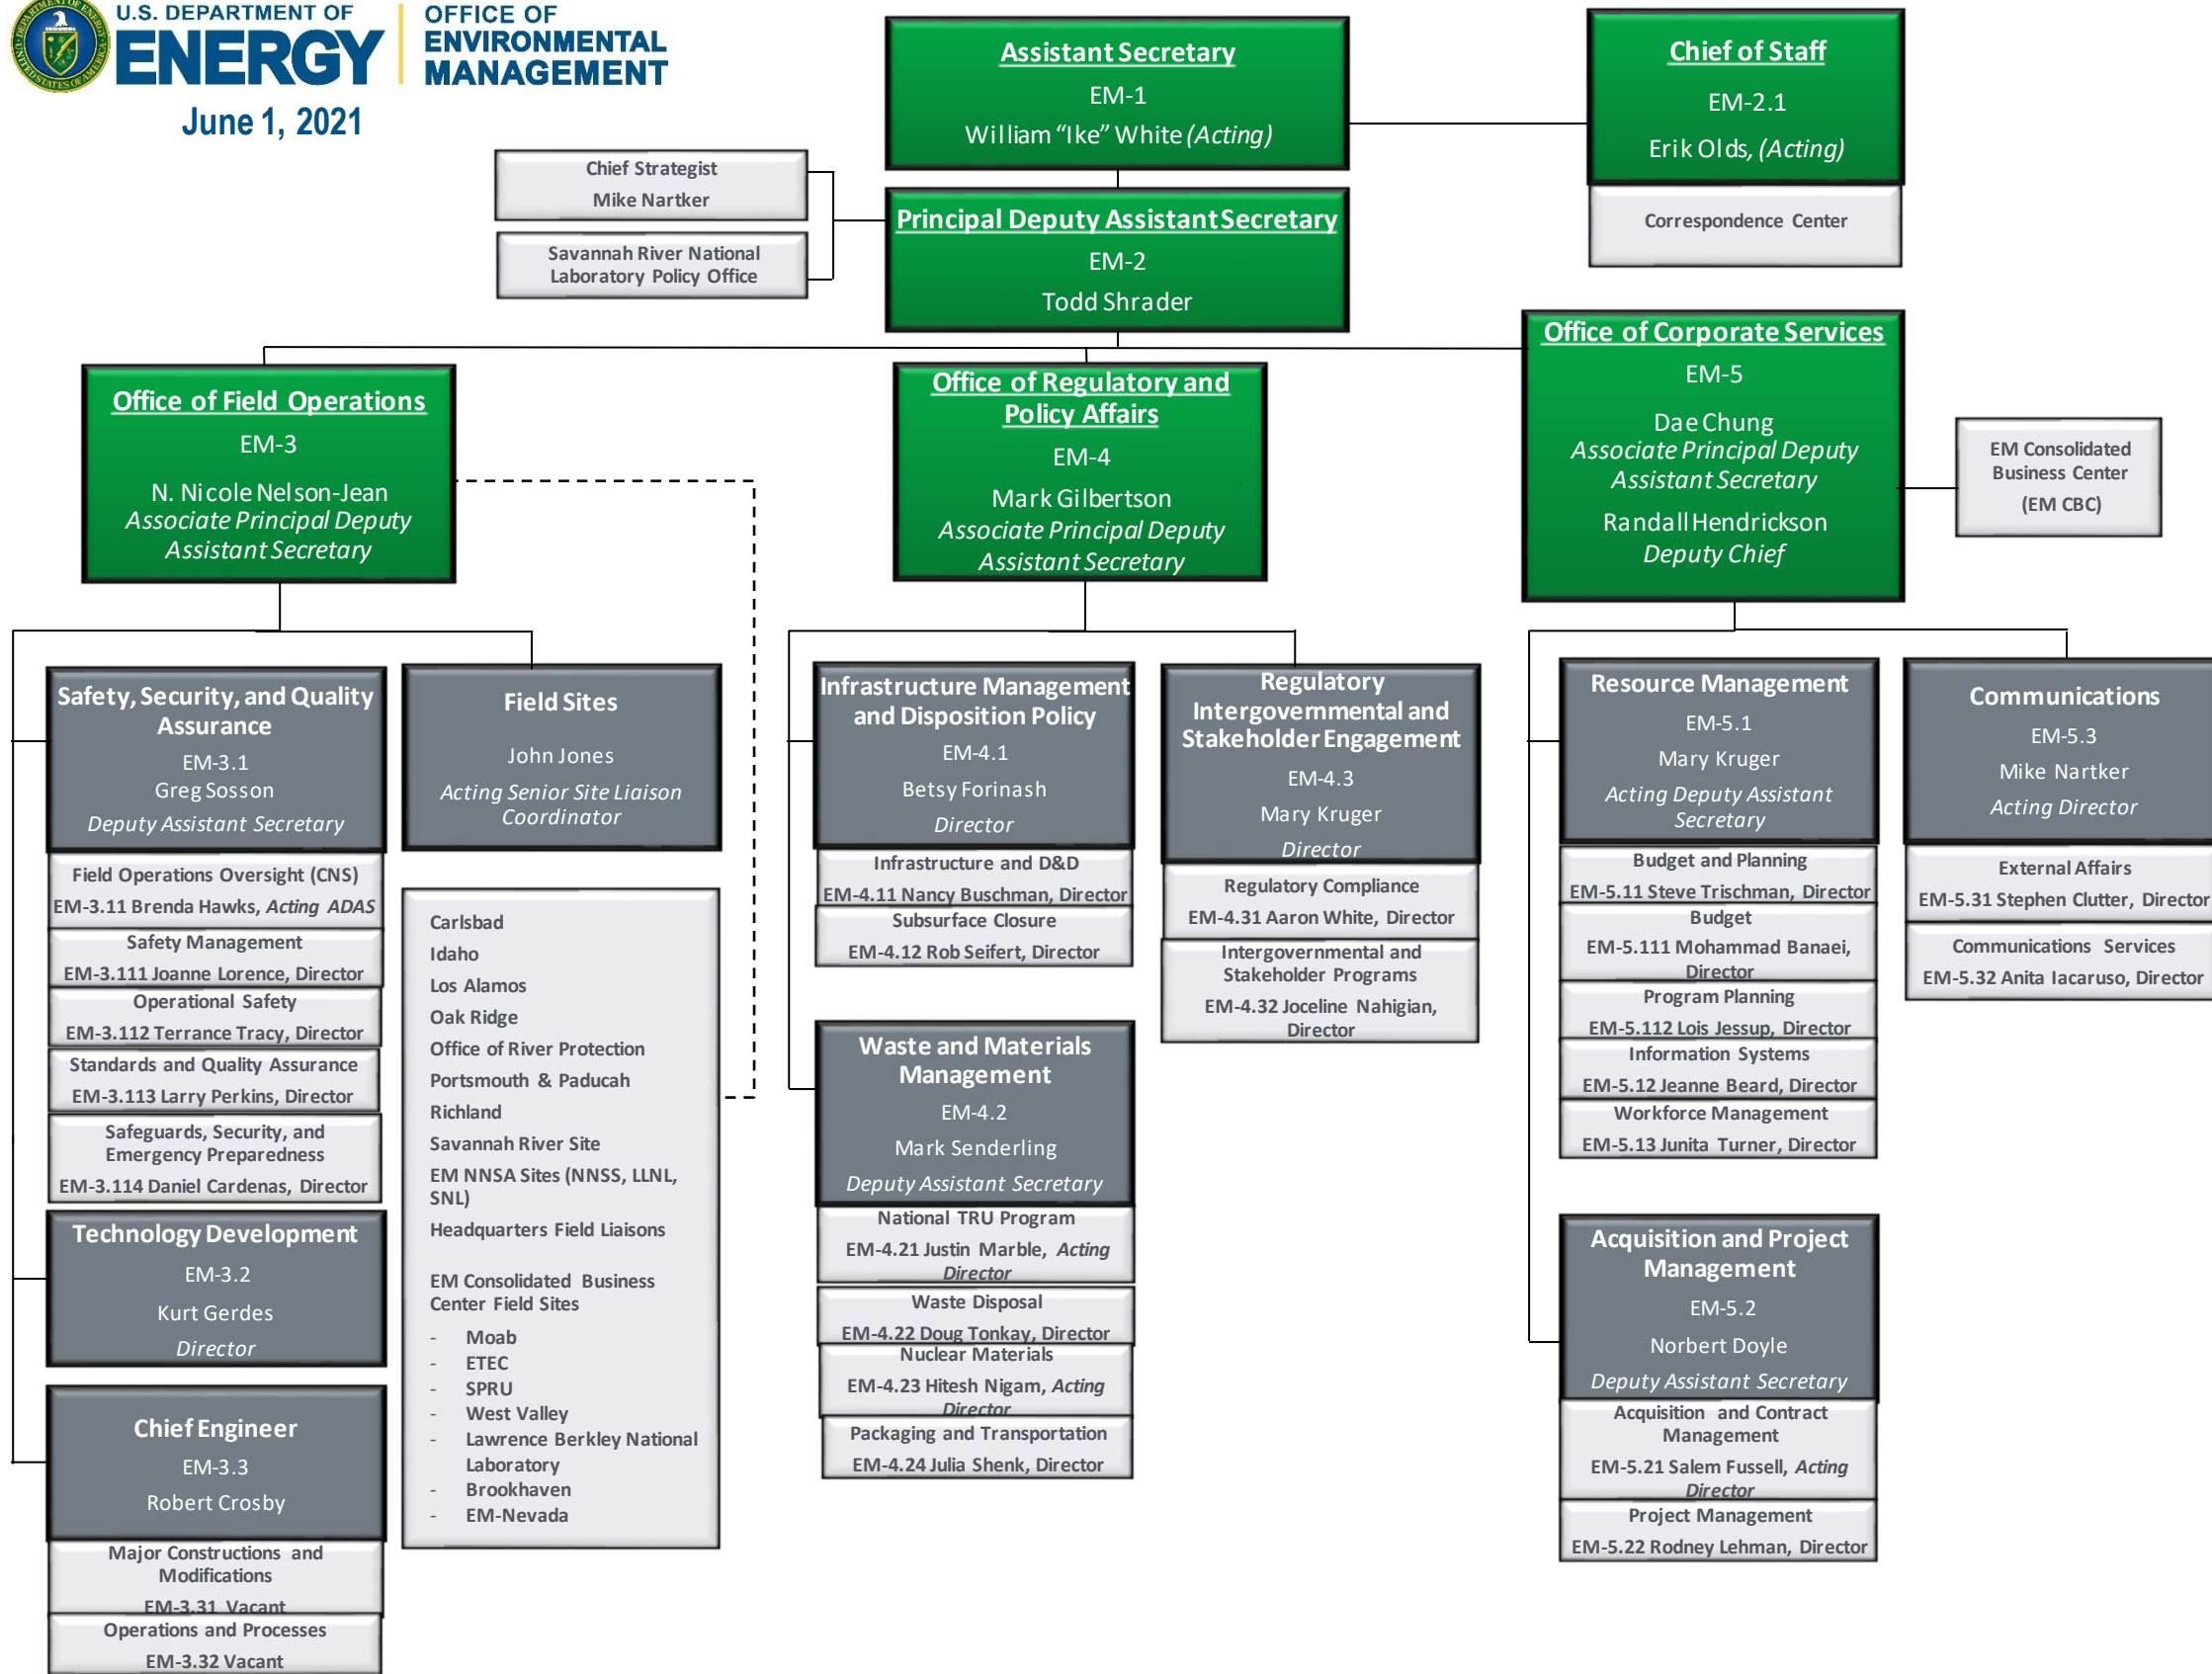 U.S. DEPARTMENT OF
ENERGY
OFFICE OF
ENVIRONMENTAL
MANAGEMENT
June 1, 2021
Assistant Secretary
EM-1
William “Ike” White (Acting)
Chief of Staff
EM-2.1
Erik Olds, (Acting)
Correspondence Center
Chief Strategist
Mike Nartker
Savannah River National
Laboratory Policy Office
Principal Deputy Assistant Secretary
EM-2
Todd Shrader
Office of Field Operations
EM-3
N. Nicole Nelson-Jean
Associate Principal Deputy
Assistant Secretary
Office of Regulatory and
Policy Affairs
EM-4
Mark Gilbertson
Associate Principal Deputy
Assistant Secretary
Office of Corporate Services
EM-5
Dae Chung
Associate Principal Deputy
Assistant Secretary
Randall Hendrickson
Deputy Chief
EM Consolidated
Business Center
(EM CBC)
Safety, Security, and Quality
Assurance
EM-3.1
Greg Sosson
Deputy Assistant Secretary
Field Operations Oversight (CNS)
EM-3.11 Brenda Hawks, Acting ADAS
Safety Management
EM-3.111 Joanne Lorence, Director
Operational Safety
EM-3.112 Terrance Tracy, Director
Standards and Quality Assurance
EM-3.113 Larry Perkins, Director
Safeguards, Security, and
Emergency Preparedness
EM-3.114 Daniel Cardenas, Director
Technology Development
EM-3.2
Kurt Gerdes
Director
Chief Engineer
EM-3.3
Robert Crosby
Major Constructions and
Modifications
EM-3.31 Vacant
Operations and Processes
EM-3.32 Vacant
Field Sites
John Jones
Acting Senior Site Liaison
Coordinator
Carlsbad
Idaho
Los Alamos
Oak Ridge
Office of River Protection
Portsmouth & Paducah
Richland
Savannah River Site
EM NNSA Sites (NNSS, LLNL,
SNL)
Headquarters Field Liaisons
EM Consolidated Business
Center Field Sites
- Moab
- ETEC
- SPRU
- West Valley
- Lawrence Berkley National
Laboratory
- Brookhaven
- EM-Nevada
Infrastructure Management
and Disposition Policy
EM-4.1
Betsy Forinash
Director
Infrastructure and D&D
EM-4.11 Nancy Buschman, Director
Subsurface Closure
EM-4.12 Rob Seifert, Director
Waste and Materials
Management
EM-4.2
Mark Senderling
Deputy Assistant Secretary
National TRU Program
EM-4.21 Justin Marble, Acting
Director
Waste Disposal
EM-4.22 Doug Tonkay, Director
Nuclear Materials
EM-4.23 Hitesh Nigam, Acting
Director
Packaging and Transportation
EM-4.24 Julia Shenk, Director
Regulatory
Intergovernmental and
Stakeholder Engagement
EM-4.3
Mary Kruger
Director
Regulatory Compliance
EM-4.31 Aaron White, Director
Intergovernmental and
Stakeholder Programs
EM-4.32 Joceline Nahigian,
Director
Resource Management
EM-5.1
Mary Kruger
Acting Deputy Assistant
Secretary
Budget and Planning
EM-5.11 Steve Trischman, Director
Budget
EM-5.111 Mohammad Banaei,
Director
Program Planning
EM-5.112 Lois Jessup, Director
Information Systems
EM-5.12 Jeanne Beard, Director
Workforce Management
EM-5.13 Junita Turner, Director
Acquisition and Project
Management
EM-5.2
Norbert Doyle
Deputy Assistant Secretary
Acquisition and Contract
Management
EM-5.21 Salem Fussell, Acting
Director
Project Management
EM-5.22 Rodney Lehman, Director
Communications
EM-5.3
Mike Nartker
Acting Director
External Affairs
EM-5.31 Stephen Clutter, Director
Communications Services
EM-5.32 Anita Iacaruso, Director